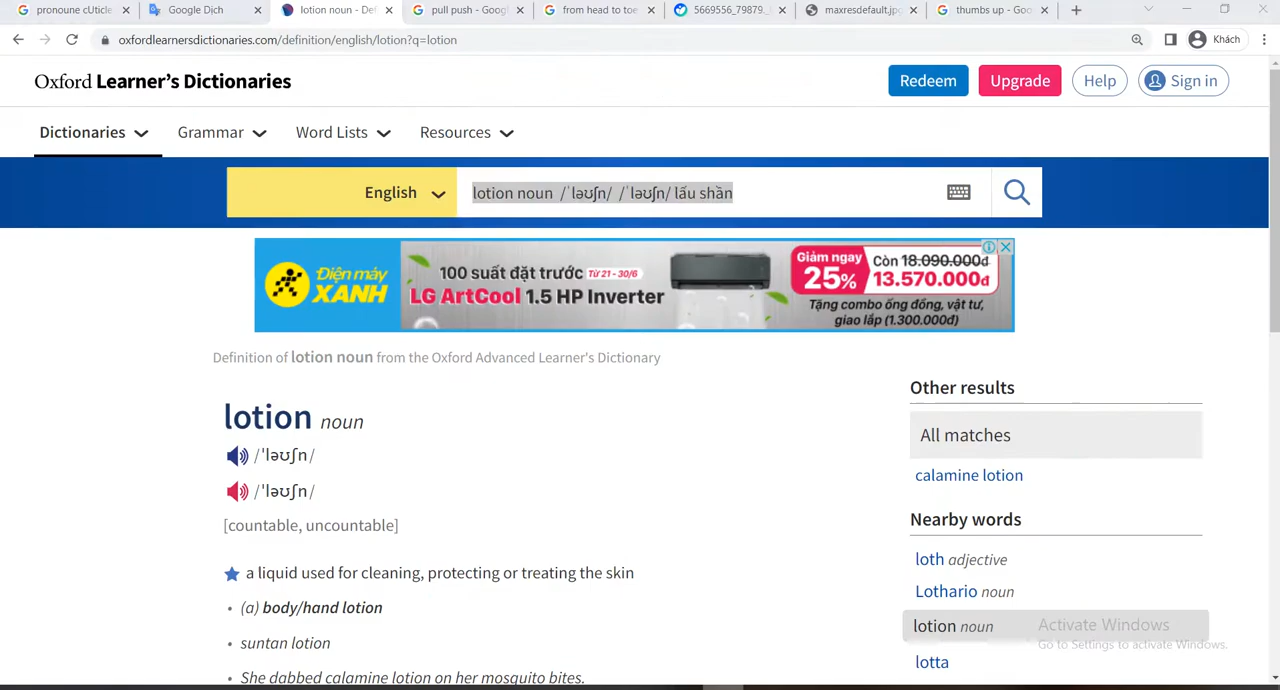 pronoune cUticle
Google Dịch
lotion noun - De
pull push - Goog
from head to toe
5669556_79879.
maxresdefault.jp
thumbs up - Goo
oxfordlearnersdictionaries.com/definition/english/lotion?q=lotion
Khách
Oxford Learner's Dictionaries
Redeem
Upgrade
Help
Sign in
Dictionaries
Grammar
Word Lists
Resources
English
lotion noun /ˈləʊʃn/ /ˈləʊʃn/ lấu shần
Điện máy
XANH
100 suất đặt trước Từ 21 - 30/6
LG ArtCool 1.5 HP Inverter
Giảm ngay
25%
Còn 18.090.000đ
13.570.000đ
Tặng combo ống đồng, vật tư,
giao lắp (1.300.000đ)
Definition of lotion noun from the Oxford Advanced Learner's Dictionary
lotion noun
/ˈləʊʃn/
/ˈləʊʃn/
[countable, uncountable]
a liquid used for cleaning, protecting or treating the skin
• (a) body/hand lotion
• suntan lotion
• She dabbed calamine lotion on her mosquito bites.
Other results
All matches
calamine lotion
Nearby words
loth adjective
Lothario noun
lotion noun
lotta
Activate Windows
Go to Settings to activate Windows.